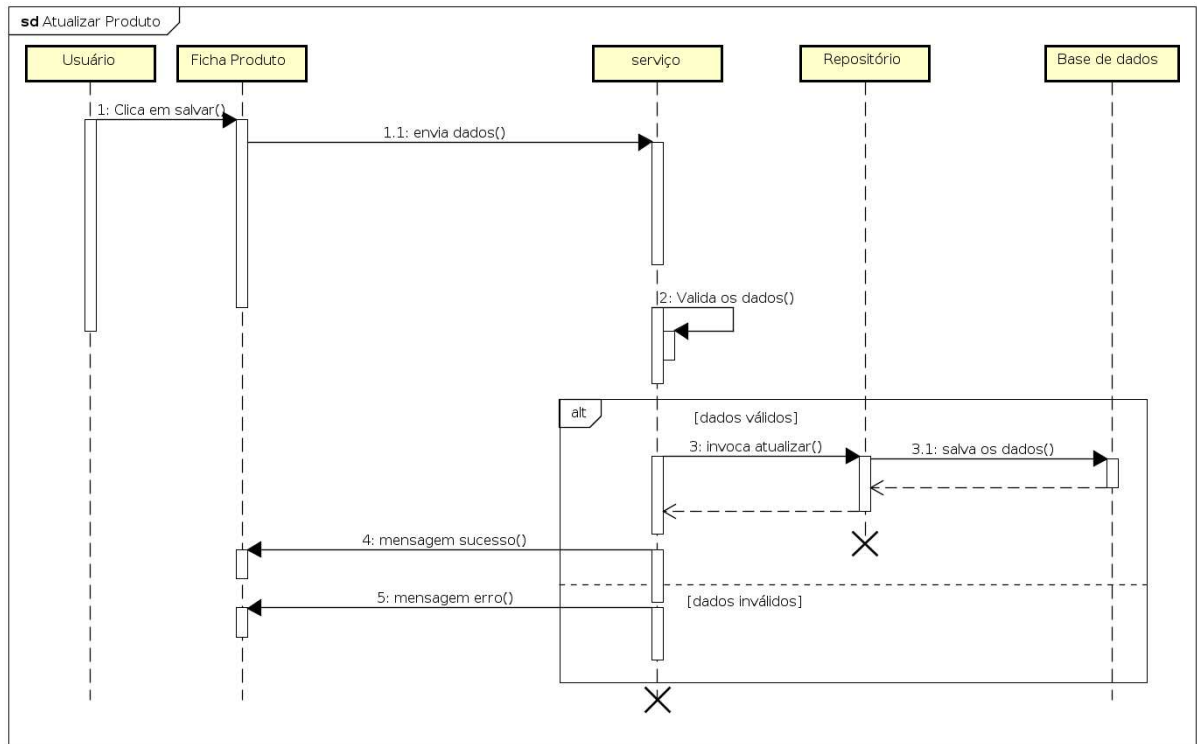 sd Atualizar Produto
Usuário
Ficha Produto
serviço
Repositório
Base de dados
1: Clica em salvar()
1.1: envia dados()
2: Valida os dados()
alt
[dados válidos]
3: invoca atualizar()
3.1: salva os dados()
4: mensagem sucesso()
5: mensagem erro()
[dados inválidos]